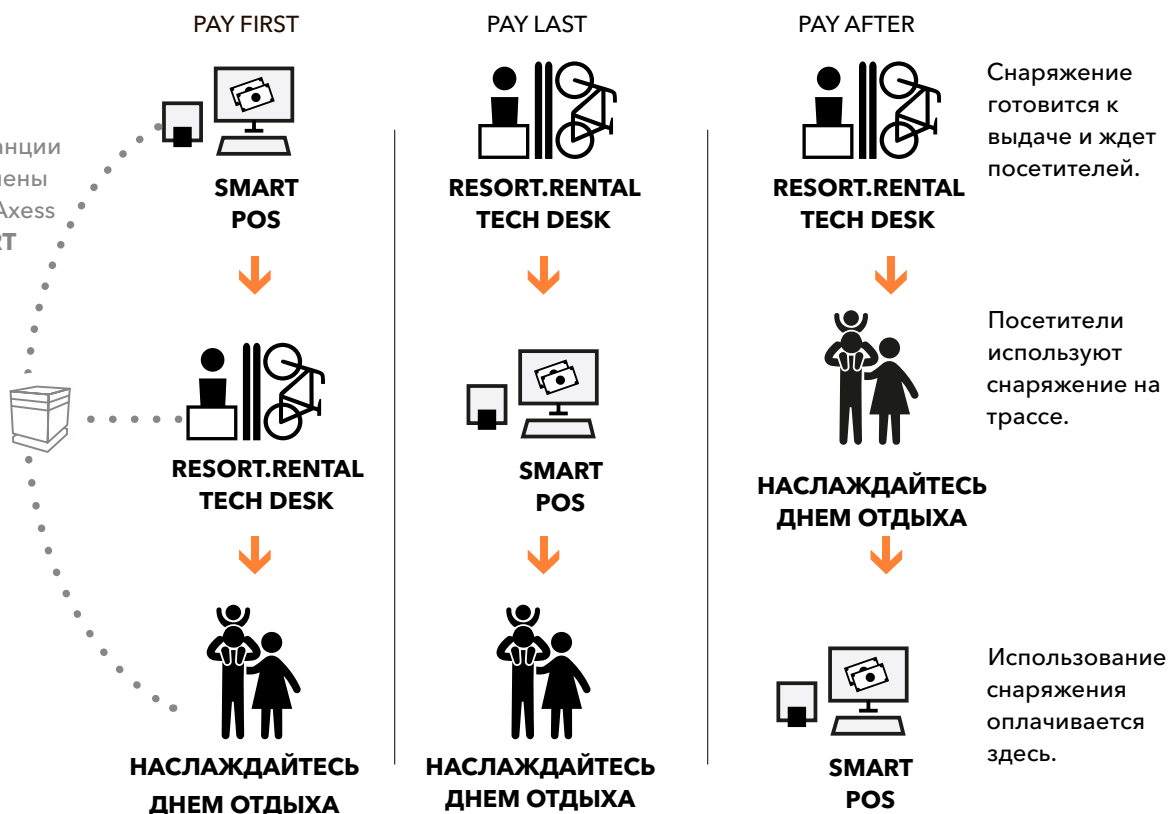 PAY FIRST
PAY LAST
PAY AFTER
Снаряжение
готовится к
выдаче и ждет
посетителей.
Axess
SMART
POS
RESORT.RENTAL
TECH DESK
RESORT.RENTAL
TECH DESK
Посетители
используют
снаряжение на
трассе.
RESORT.RENTAL
TECH DESK
SMART
POS
НАСЛАЖДАЙТЕСЬ
ДНЕМ ОТДЫХА
Использование
снаряжения
оплачивается
здесь.
НАСЛАЖДАЙТЕСЬ
ДНЕМ ОТДЫХА
НАСЛАЖДАЙТЕСЬ
ДНЕМ ОТДЫХА
SMART
POS